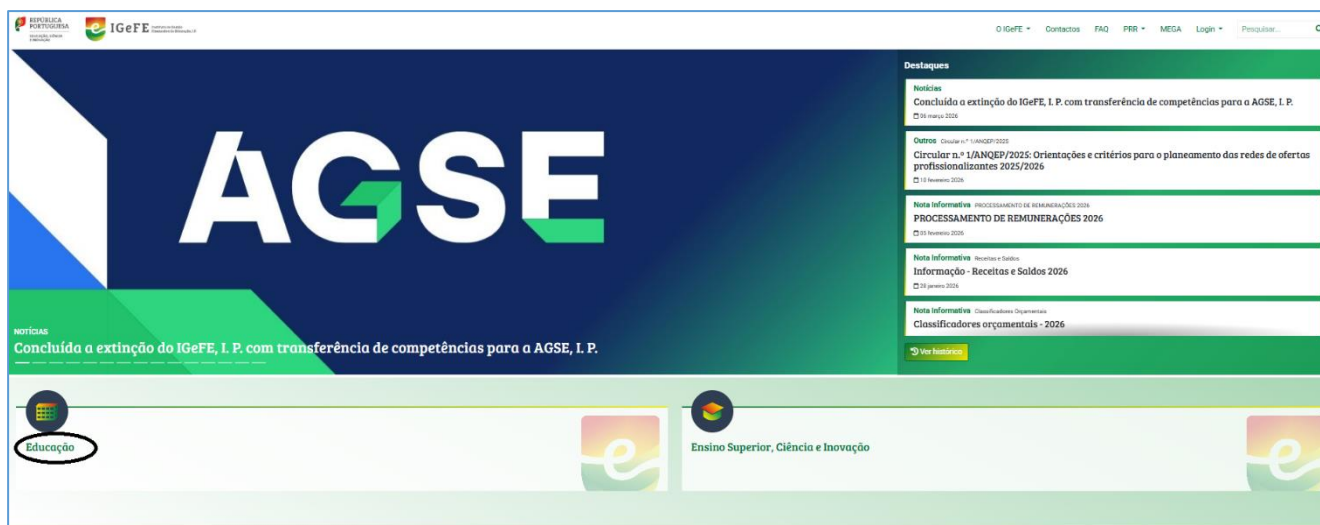 REPÚBLICA
PORTUGUESA
EDUCAÇÃO, CIÊNCIA
E INOVAÇÃO
IGeFE
O IGeFE
Contactos
FAQ
PRR
MEGA
Login
Pesquisar...
AGSE
NOTÍCIAS
Concluída a extinção do IGeFE, I. P. com transferência de competências para a AGSE, I. P.
Destaques
Notícias
Concluída a extinção do IGeFE, I. P. com transferência de competências para a AGSE, I. P.
06 março 2026
Outros Circular n.º 1/ANQEP/2025
Circular n.º 1/ANQEP/2025: Orientações e critérios para o planeamento das redes de ofertas
profissionalizantes 2025/2026
10 fevereiro 2026
Nota Informativa PROCESSAMENTO DE REMUNERAÇÕES 2026
PROCESSAMENTO DE REMUNERAÇÕES 2026
05 fevereiro 2026
Nota Informativa Receitas e Saldos
Informação - Receitas e Saldos 2026
Nota Informativa Classificadores Orçamentais
Classificadores orçamentais - 2026
Ver histórico
Educação
Ensino Superior, Ciência e Inovação